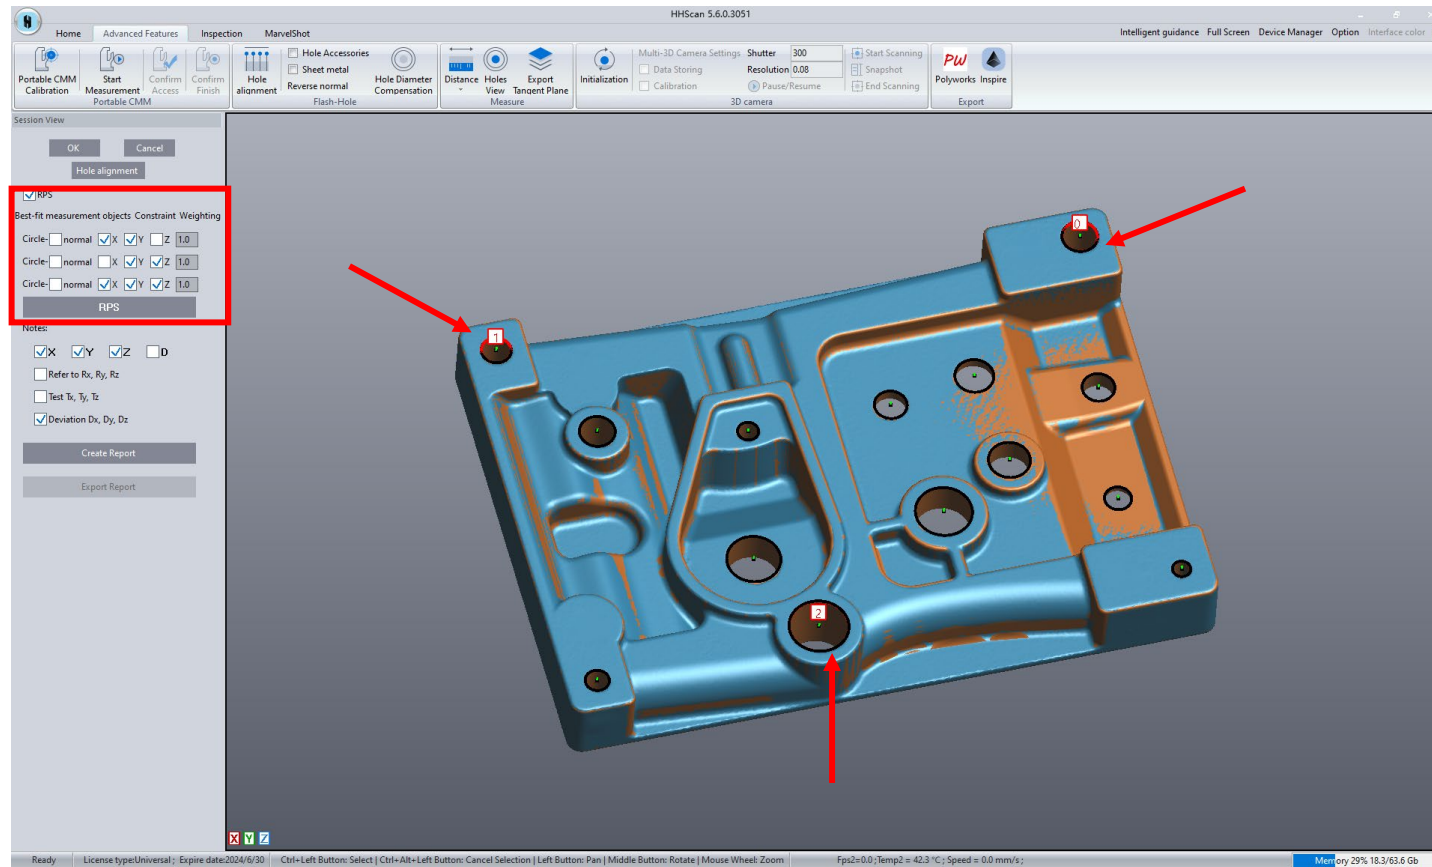 HHScan 5.6.0.3051
Home Advanced Features Inspection MarvelShot
Intelligent guidance Full Screen Device Manager Option Interface color
Portable CMM Calibration
Start Measurement
Confirm Access
Confirm Finish
Portable CMM
Hole alignment
Hole Accessories
Sheet metal
Reverse normal
Hole Diameter Compensation
Flash-Hole
Distance
Holes View
Export Tangent Plane
Measure
Initialization
Multi-3D Camera Settings Shutter 300
Data Storing Resolution 0.08
Calibration Pause/Resume
Start Scanning
Snapshot
End Scanning
3D camera
PW
Polyworks Inspire
Export
Session View
OK Cancel
Hole alignment
RPS
Best-fit measurement objects Constraint Weighting
Circle- normal X Y Z 1.0
Circle- normal X Y Z 1.0
Circle- normal X Y Z 1.0
RPS
Notes:
X Y Z D
Refer to Rx, Ry, Rz
Test Tx, Ty, Tz
Deviation Dx, Dy, Dz
Create Report
Export Report
0
1
2
X Y Z
Ready License type:Universal ; Expire date:2024/6/30 Ctrl+Left Button: Select | Ctrl+Alt+Left Button: Cancel Selection | Left Button: Pan | Middle Button: Rotate | Mouse Wheel: Zoom Fps2=0.0 ;Temp2 = 42.3 °C ; Speed = 0.0 mm/s ; Memory 29% 18.3/63.6 Gb